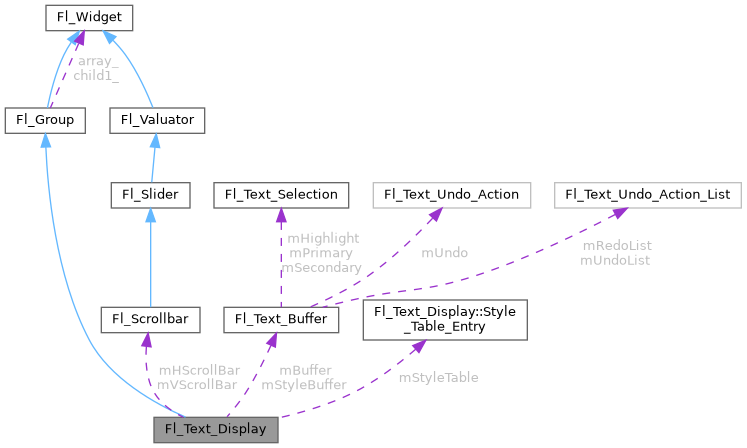 Fl_Widget
array_
child1_
Fl_Group
Fl_Valuator
Fl_Slider
Fl_Text_Selection
Fl_Text_Undo_Action
Fl_Text_Undo_Action_List
mHighlight
mPrimary
mSecondary
mUndo
mRedoList
mUndoList
Fl_Scrollbar
Fl_Text_Buffer
Fl_Text_Display::Style
_Table_Entry
mHScrollBar
mVScrollBar
mBuffer
mStyleBuffer
mStyleTable
Fl_Text_Display